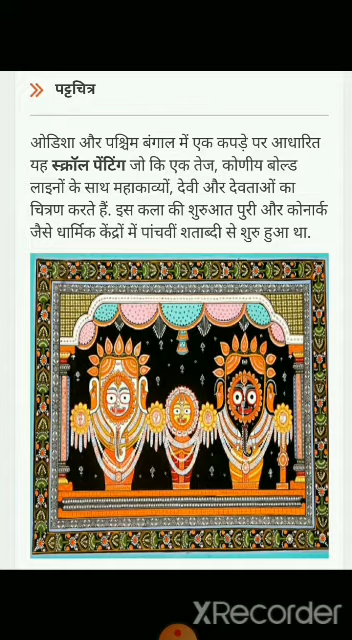 पट्टचित्र
ओडिशा और पश्चिम बंगाल में एक कपड़े पर आधारित
यह स्क्रॉल पेंटिंग जो कि एक तेज, कोणीय बोल्ड
लाइनों के साथ महाकाव्यों, देवी और देवताओं का
चित्रण करते हैं. इस कला की शुरुआत पुरी और कोनार्क
जैसे धार्मिक केंद्रों में पांचवीं शताब्दी से शुरु हुआ था.
XRecorder